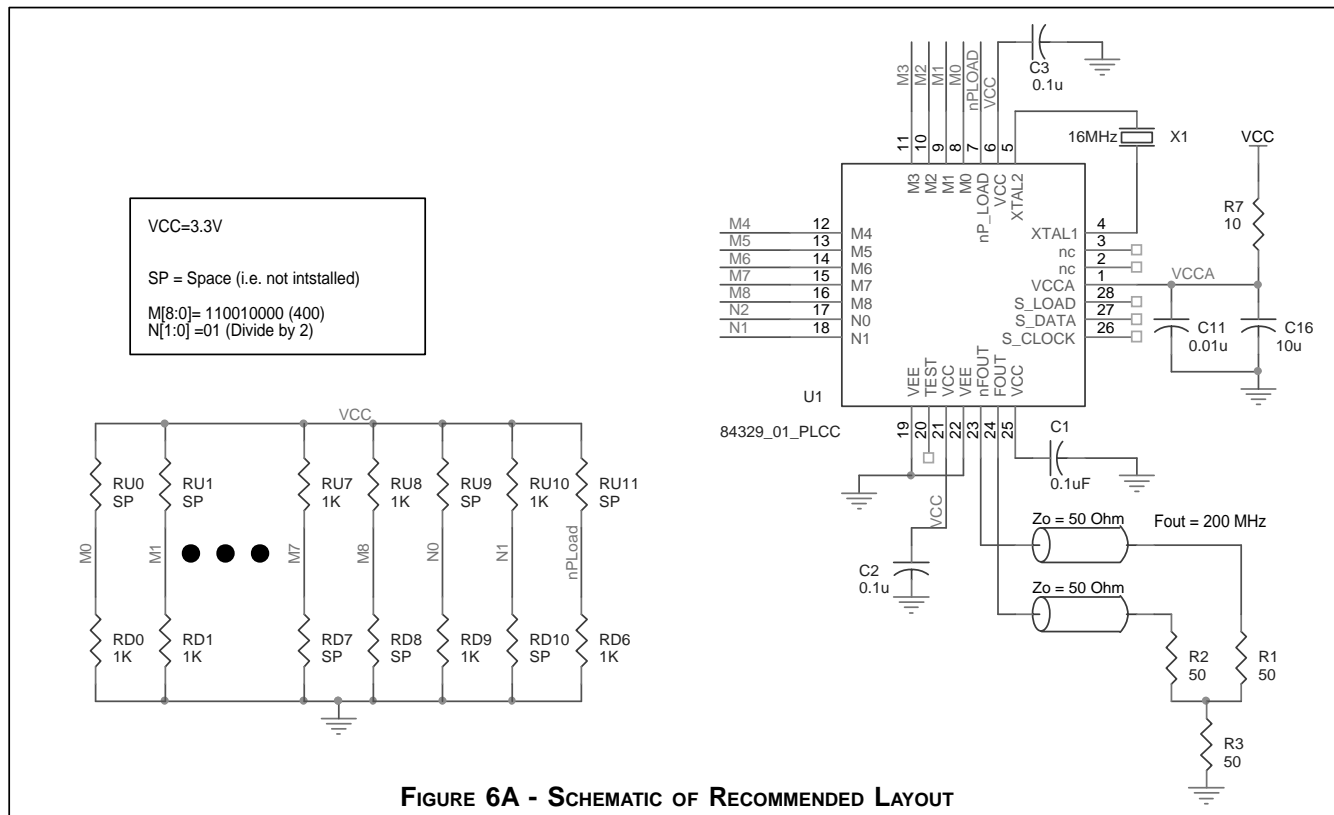 M3
M2
M1
M0
nPLOAD
VCC
C3
0.1u
11
10
9
8
7
6
5
16MHz
X1
VCC
M3
M2
M1
M0
nP_LOAD
VCC
XTAL2
R7
10
VCC=3.3V
SP = Space (i.e. not intstalled)
M[8:0]= 110010000 (400)
N[1:0] =01 (Divide by 2)
M4 12 M4
M5 13 M5
M6 14 M6
M7 15 M7
M8 16 M8
N2 17 N0
N1 18 N1
XTAL1 4
nc 3
nc 2
VCCA 1 VCCA
S_LOAD 28
S_DATA 27
S_CLOCK 26
C11
0.01u
C16
10u
VEE
TEST
VCC
VEE
nFOUT
FOUT
VCC
U1
84329_01_PLCC
19
20
21
22
23
24
25
C1
0.1uF
VCC
C2
0.1u
Zo = 50 Ohm
Fout = 200 MHz
Zo = 50 Ohm
R2
50
R1
50
R3
50
VCC
RU0
SP
RU1
SP
RU7
1K
RU8
1K
RU9
SP
RU10
1K
RU11
SP
M0
M1
M7
M8
N0
N1
nPLoad
RD0
1K
RD1
1K
RD7
SP
RD8
SP
RD9
1K
RD10
SP
RD6
1K
FIGURE 6A - SCHEMATIC OF RECOMMENDED LAYOUT